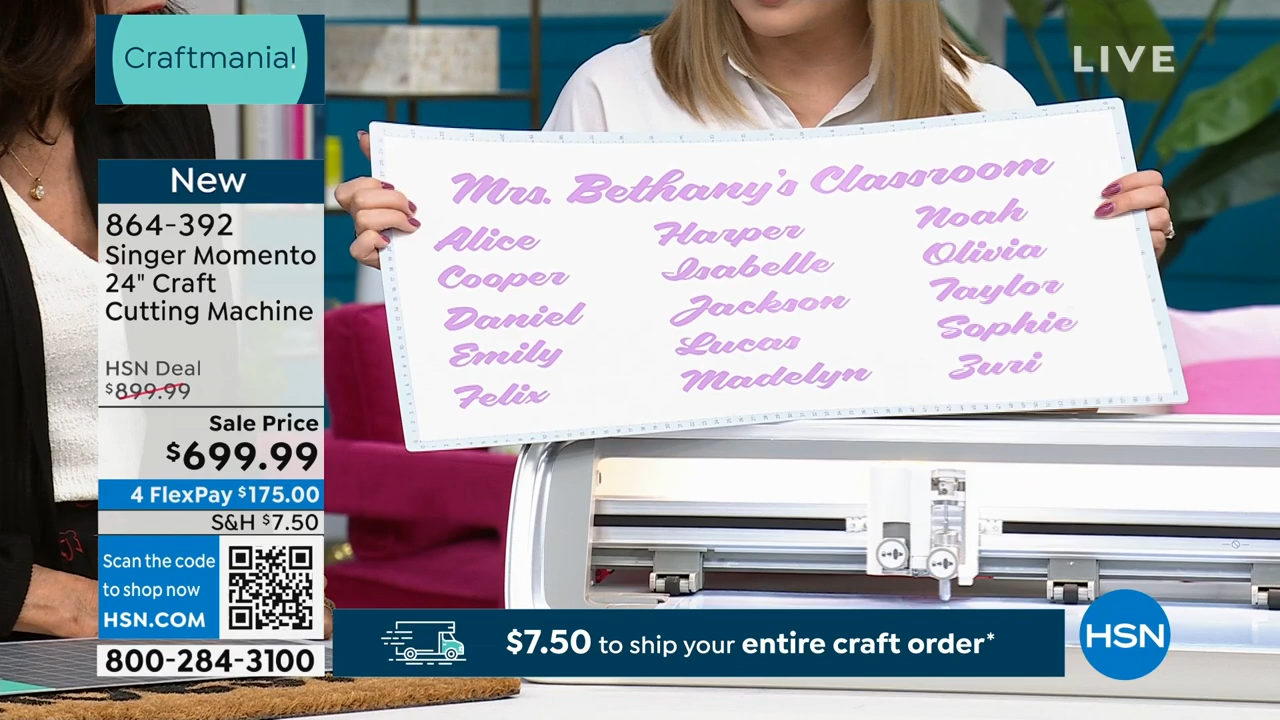 Craftmania!
LIVE
New
864-392
Singer Momento
24" Craft
Cutting Machine
HSN Deal
$899.99
Sale Price
$699.99
4 FlexPay $175.00
S&H $7.50
Scan the code
to shop now
HSN.COM
800-284-3100
Mrs. Bethany's Classroom
Alice
Cooper
Daniel
Emily
Felix
Harper
Isabelle
Jackson
Lucas
Madelyn
Noah
Olivia
Taylor
Sophie
Zuri
$7.50 to ship your entire craft order*
HSN